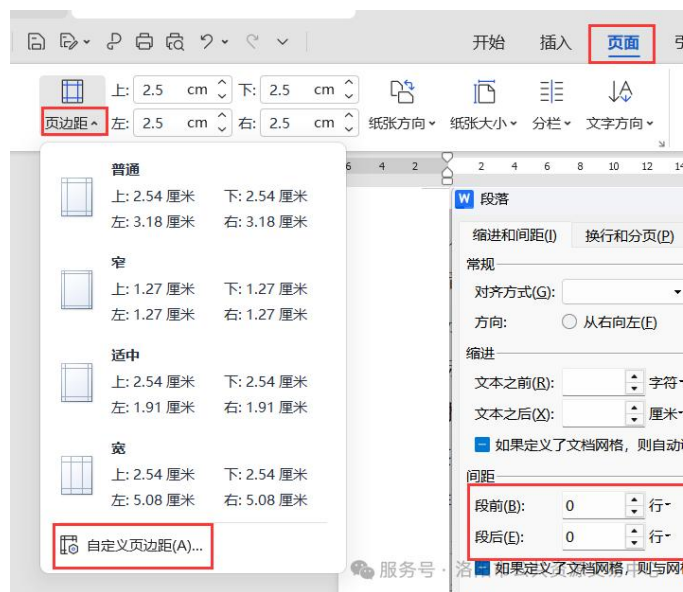 开始 插入 页面
页边距 上: 2.5 cm 下: 2.5 cm
左: 2.5 cm 右: 2.5 cm
纸张方向 纸张大小 分栏 文字方向
6 4 2 2 4 6 8 10 12
普通
上: 2.54 厘米 下: 2.54 厘米
左: 3.18 厘米 右: 3.18 厘米
窄
上: 1.27 厘米 下: 1.27 厘米
左: 1.27 厘米 右: 1.27 厘米
适中
上: 2.54 厘米 下: 2.54 厘米
左: 1.91 厘米 右: 1.91 厘米
宽
上: 2.54 厘米 下: 2.54 厘米
左: 5.08 厘米 右: 5.08 厘米
自定义页边距(A)...
W 段落
缩进和间距(I) 换行和分页(P)
常规
对齐方式(G):
方向: 从右向左(F)
缩进
文本之前(R): 字符
文本之后(X): 厘米
如果定义了文档网格，则自动
间距
段前(B): 0 行
段后(E): 0 行
如果定义了文档网格，则与网
服务号 ·